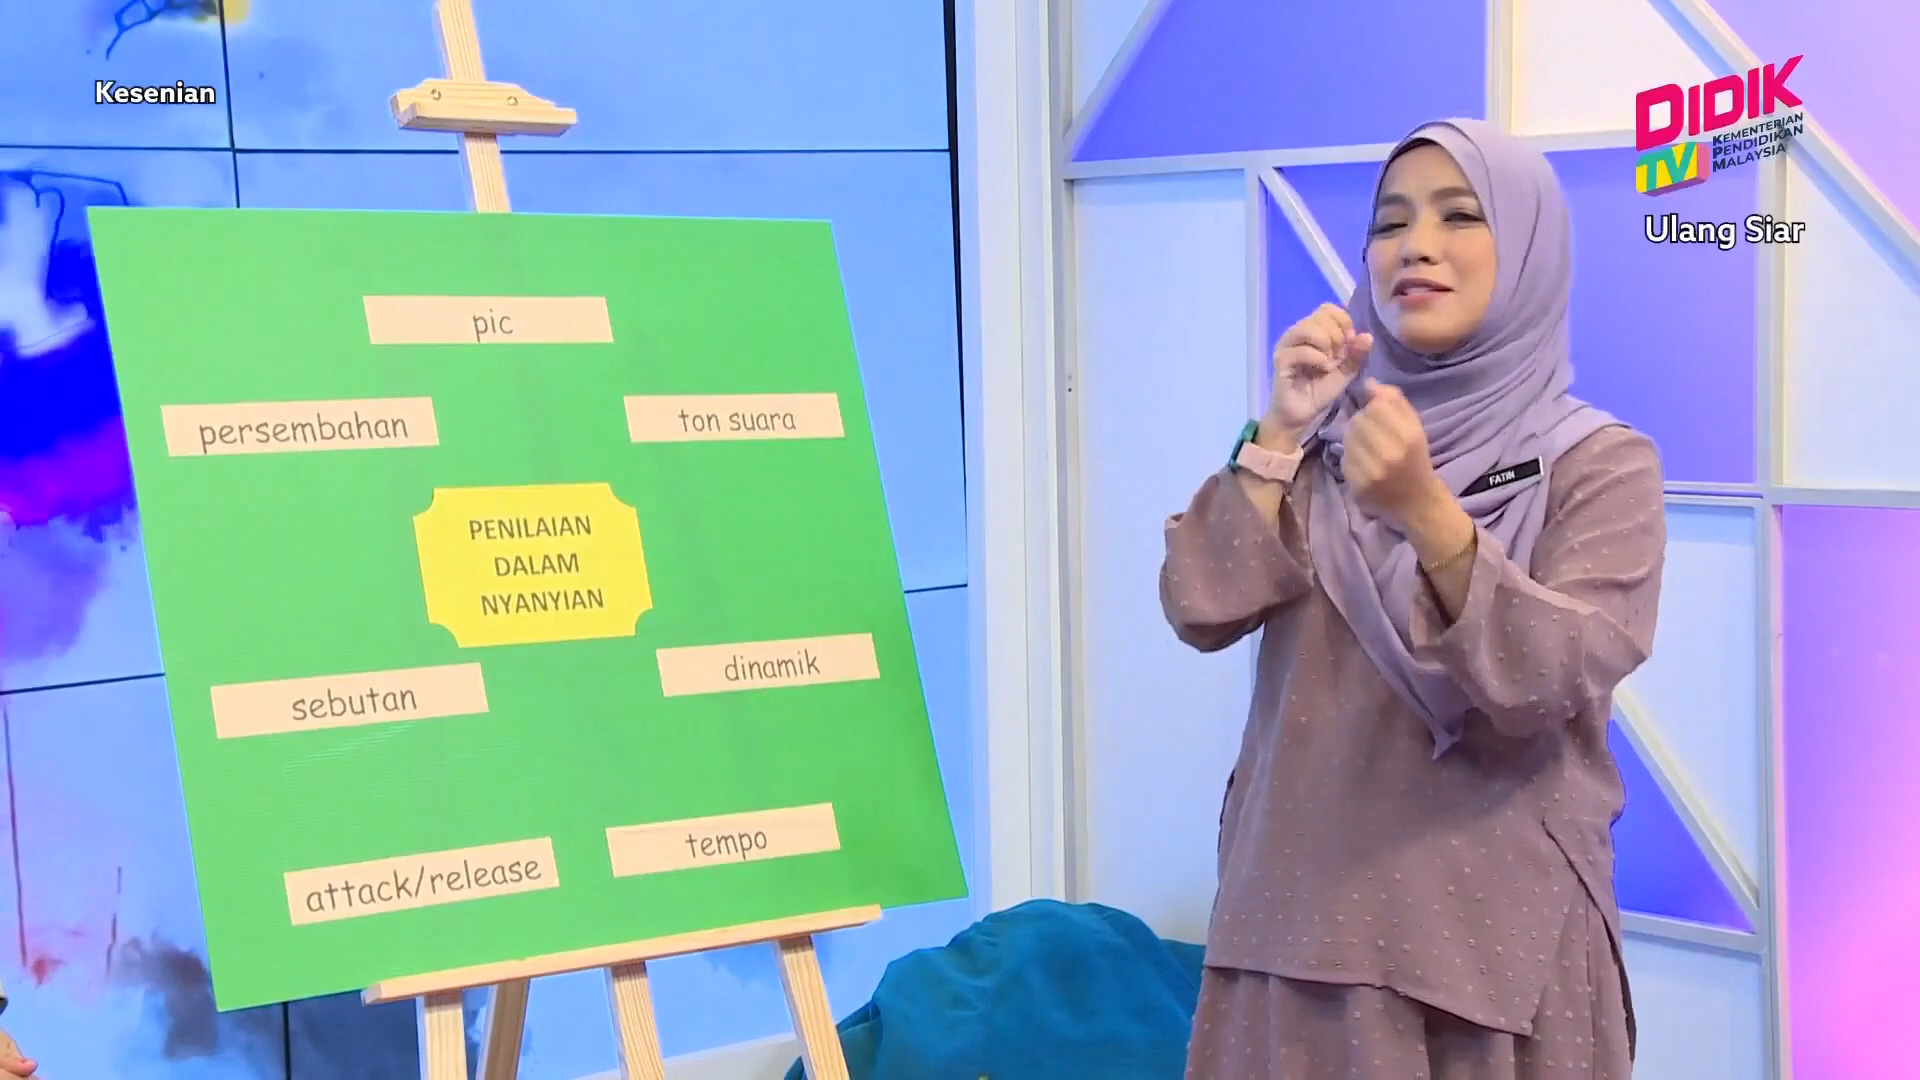 Kesenian
DIDIK
TV
KEMENTERIAN
PENDIDIKAN
MALAYSIA
Ulang Siar
pic
persembahan
ton suara
PENILAIAN
DALAM
NYANYIAN
sebutan
dinamik
attack/release
tempo
FATIN